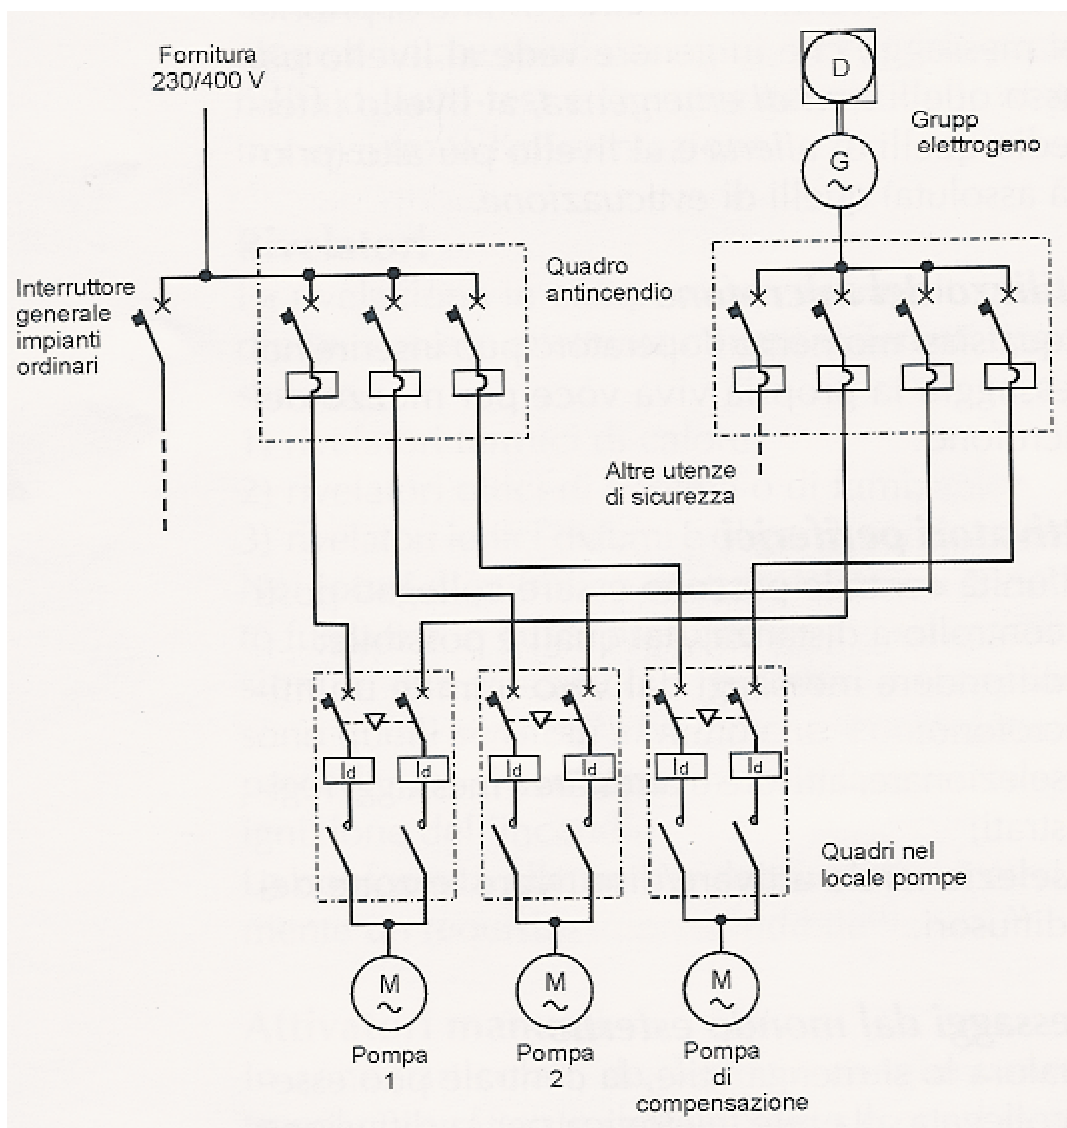 Fornitura
230/400 V
D
Grupp
elettrogeno
G
Interruttore
generale
impianti
ordinari
Quadro
antincendio
Altre utenze
di sicurezza
Id
Id
Id
Id
Id
Id
Quadri nel
locale pompe
M
M
M
Pompa
1
Pompa
2
Pompa
di
compensazione